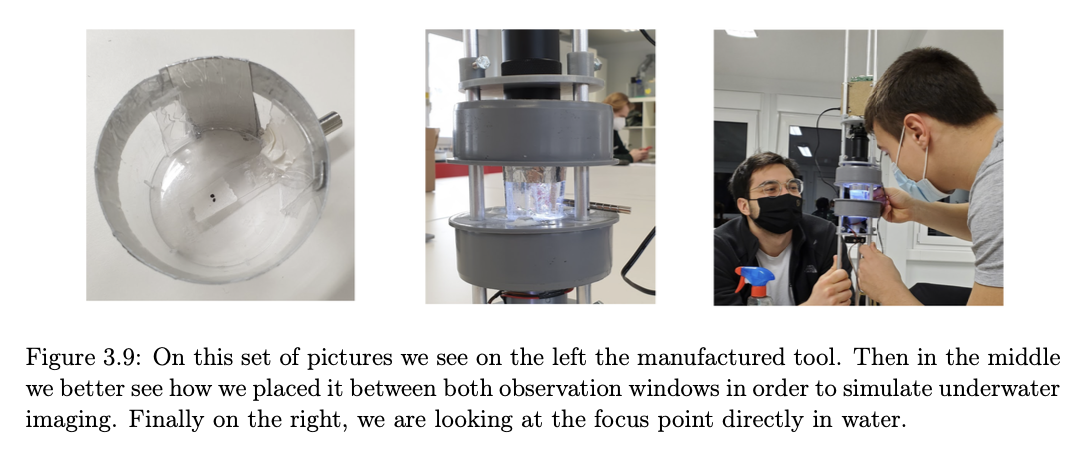 Figure 3.9: On this set of pictures we see on the left the manufactured tool. Then in the middle
we better see how we placed it between both observation windows in order to simulate underwater
imaging. Finally on the right, we are looking at the focus point directly in water.